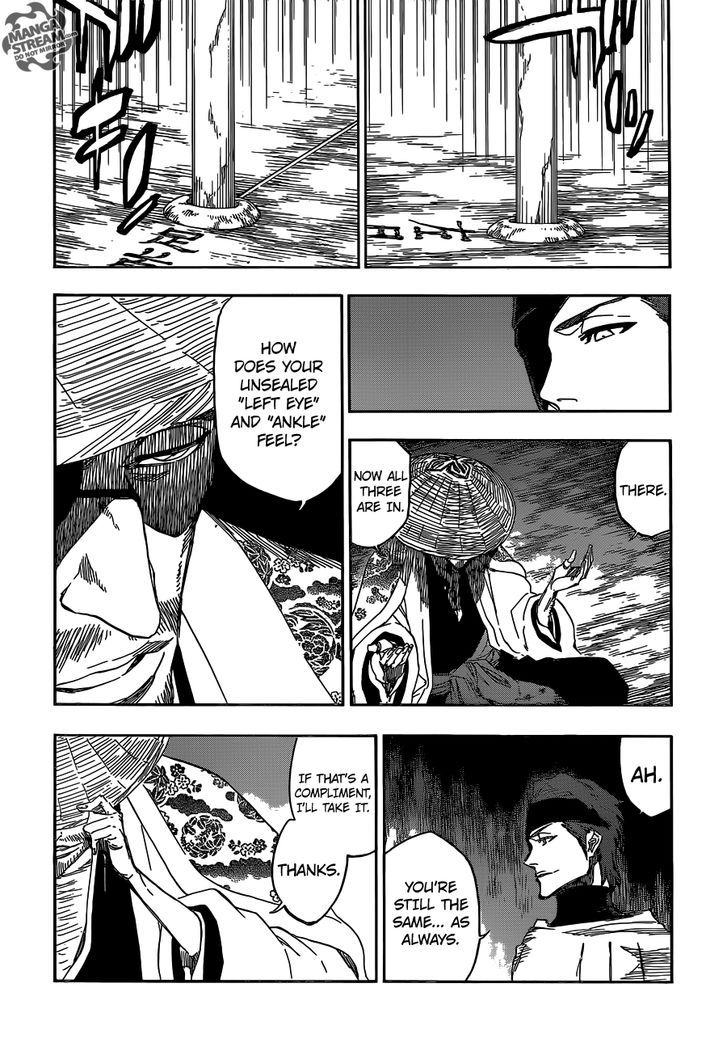 MANGA
STREAM.com
DO NOT MIRROR
THERE.
NOW ALL
THREE
ARE IN.
HOW
DOES YOUR
UNSEALED
"LEFT EYE"
AND "ANKLE"
FEEL?
AH.
YOU'RE
STILL THE
SAME... AS
ALWAYS.
IF THAT'S A
COMPLIMENT,
I'LL TAKE IT.
THANKS.